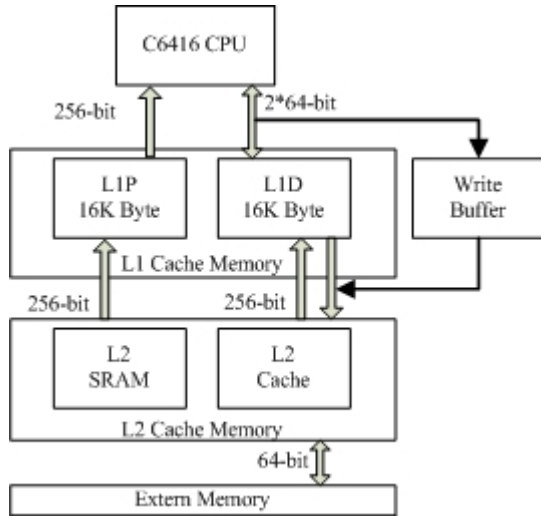 C6416 CPU
256-bit
2*64-bit
L1P
16K Byte
L1D
16K Byte
Write
Buffer
L1 Cache Memory
256-bit
256-bit
L2
SRAM
L2
Cache
L2 Cache Memory
64-bit
Extern Memory